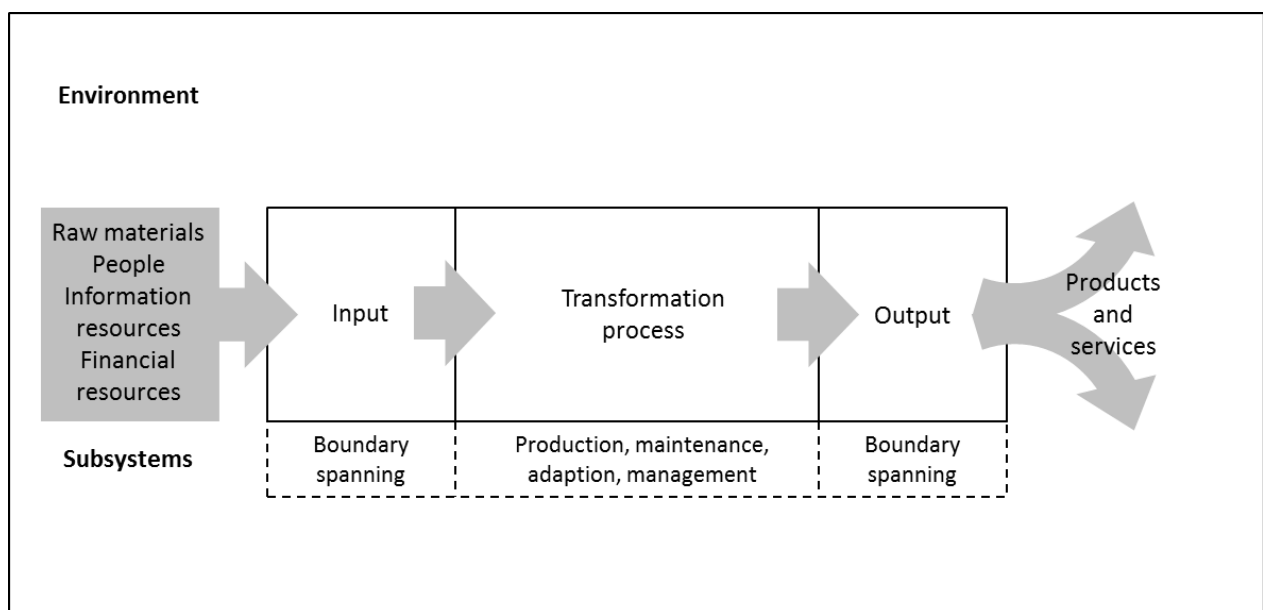 Environment
Raw materials
People
Information
resources
Financial
resources
Input
Transformation
process
Output
Products
and
services
Subsystems
Boundary
spanning
Production, maintenance,
adaption, management
Boundary
spanning